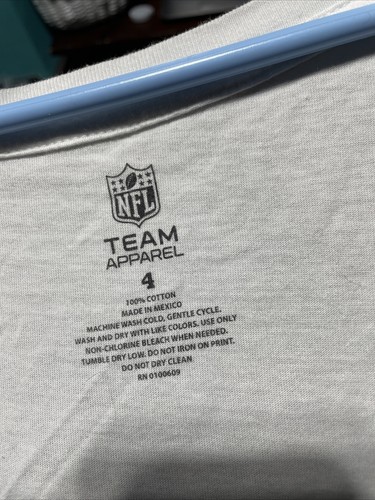 NFL
TEAM
APPAREL
4
100% COTTON
MADE IN MEXICO
MACHINE WASH COLD, GENTLE CYCLE.
WASH AND DRY WITH LIKE COLORS. USE ONLY
NON-CHLORINE BLEACH WHEN NEEDED.
TUMBLE DRY LOW. DO NOT IRON ON PRINT.
DO NOT DRY CLEAN
RN 0100609